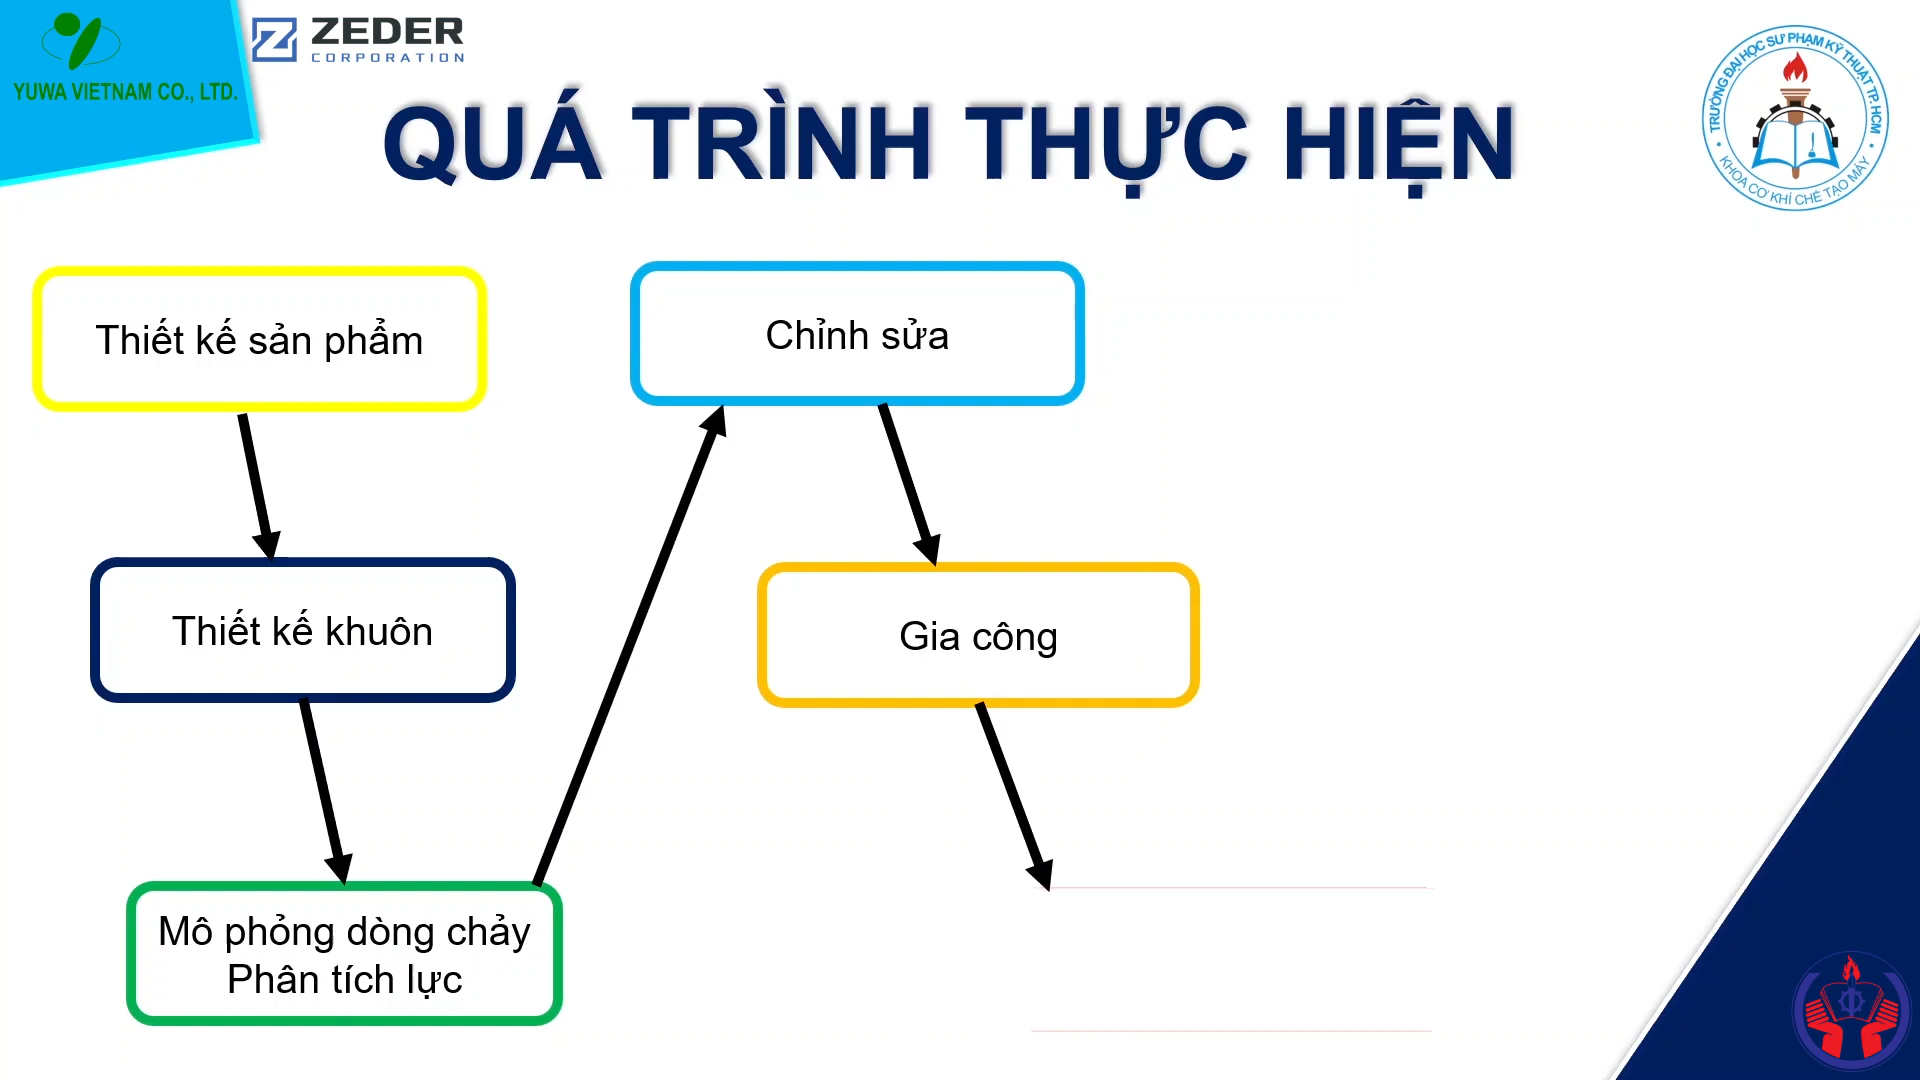 YUWA VIETNAM CO., LTD.
ZEDER
CORPORATION
TRƯỜNG ĐẠI HỌC SƯ PHẠM KỸ THUẬT TP. HCM
• KHOA CƠ KHÍ CHẾ TẠO MÁY •
QUÁ TRÌNH THỰC HIỆN
Thiết kế sản phẩm
Thiết kế khuôn
Mô phỏng dòng chảy
Phân tích lực
Chỉnh sửa
Gia công